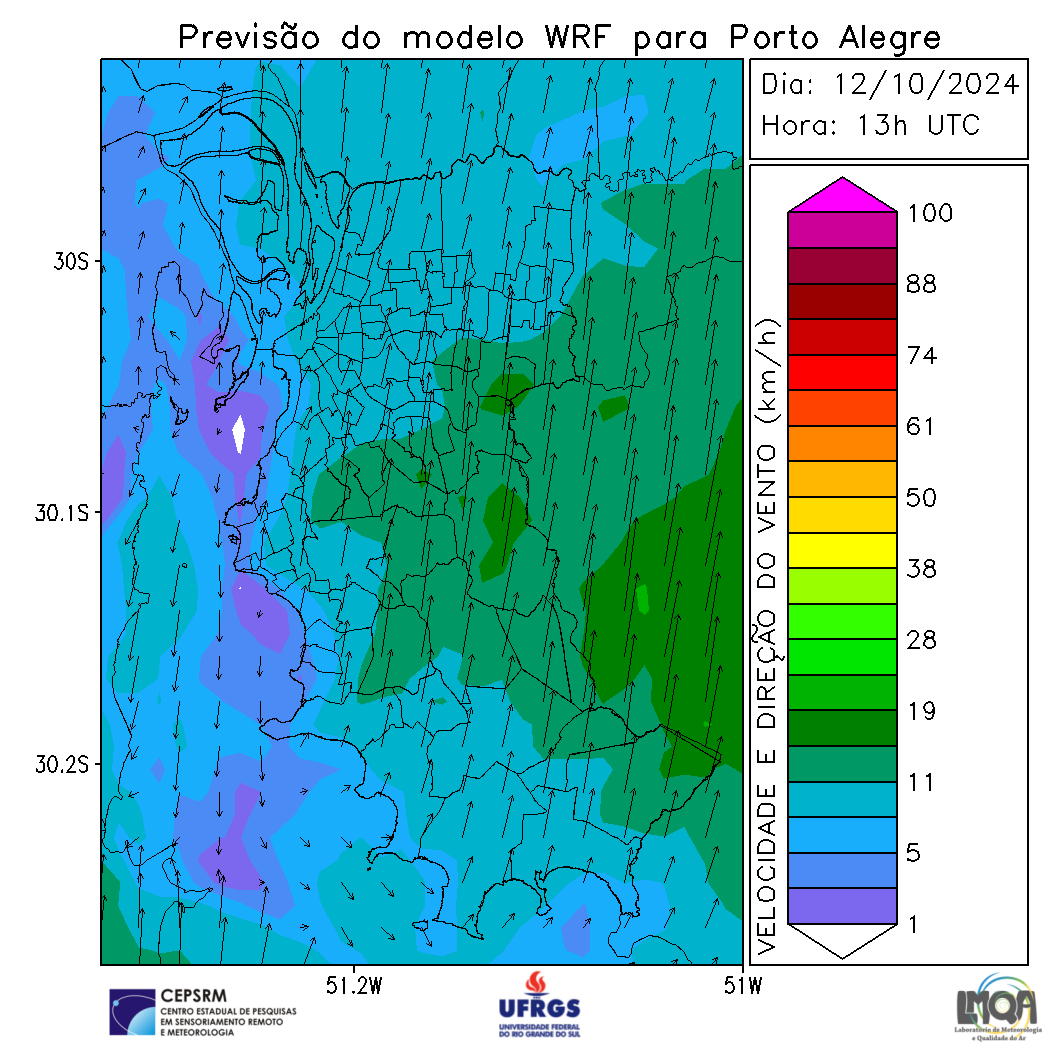 Previsão do modelo WRF para Porto Alegre
Dia: 12/10/2024
Hora: 13h UTC
30S
30.1S
30.2S
51.2W
51W
VELOCIDADE E DIREÇÃO DO VENTO (km/h)
100
88
74
61
50
38
28
19
11
5
1
CEPSRM
CENTRO ESTADUAL DE PESQUISAS
EM SENSORIAMENTO REMOTO
E METEOROLOGIA
UFRGS
UNIVERSIDADE FEDERAL
DO RIO GRANDE DO SUL
LMQA
Laboratório de Meteorologia
e Qualidade do Ar